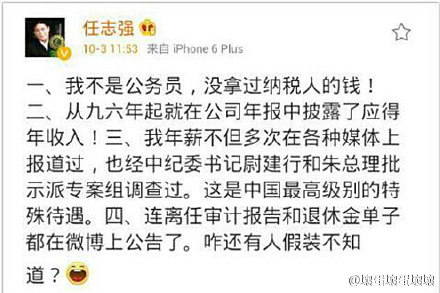 任志强
10-3 11:53 来自 iPhone 6 Plus
一、我不是公务员，没拿过纳税人的钱！
二、从九六年起就在公司年报中披露了应得
年收入！三、我年薪不但多次在各种媒体上
报道过，也经中纪委书记尉建行和朱总理批
示派专案组调查过。这是中国最高级别的特
殊待遇。四、连离任审计报告和退休金单子
都在微博上公告了。咋还有人假装不知
道？